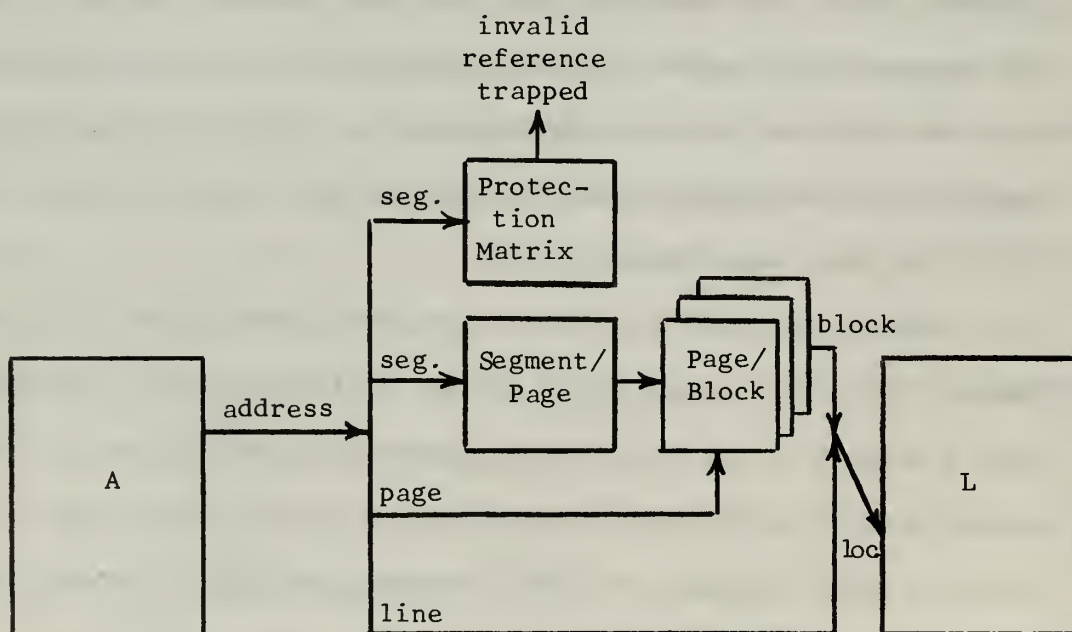 invalid
reference
trapped
seg.
Protec-
tion
Matrix
block
seg.
Segment/
Page
Page/
Block
address
A
L
page
loc
line